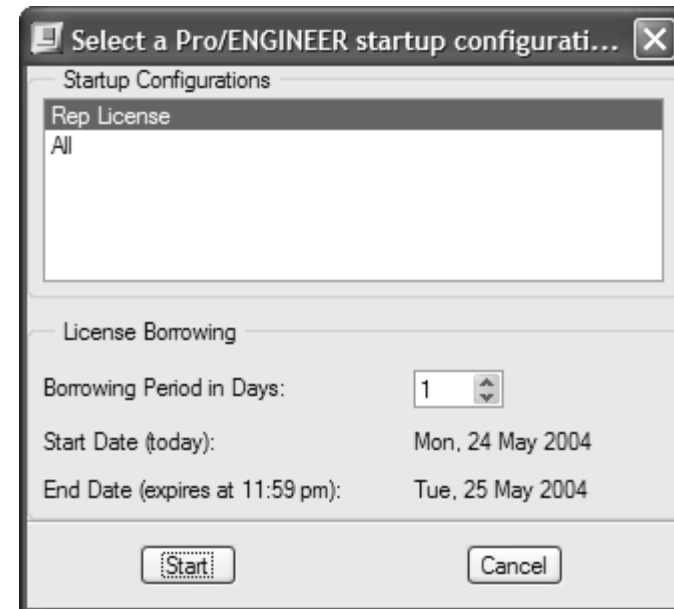 Select a Pro/ENGINEER startup configurati...
Startup Configurations
Rep License
All
License Borrowing
Borrowing Period in Days: 1
Start Date (today): Mon, 24 May 2004
End Date (expires at 11:59 pm): Tue, 25 May 2004
Start Cancel